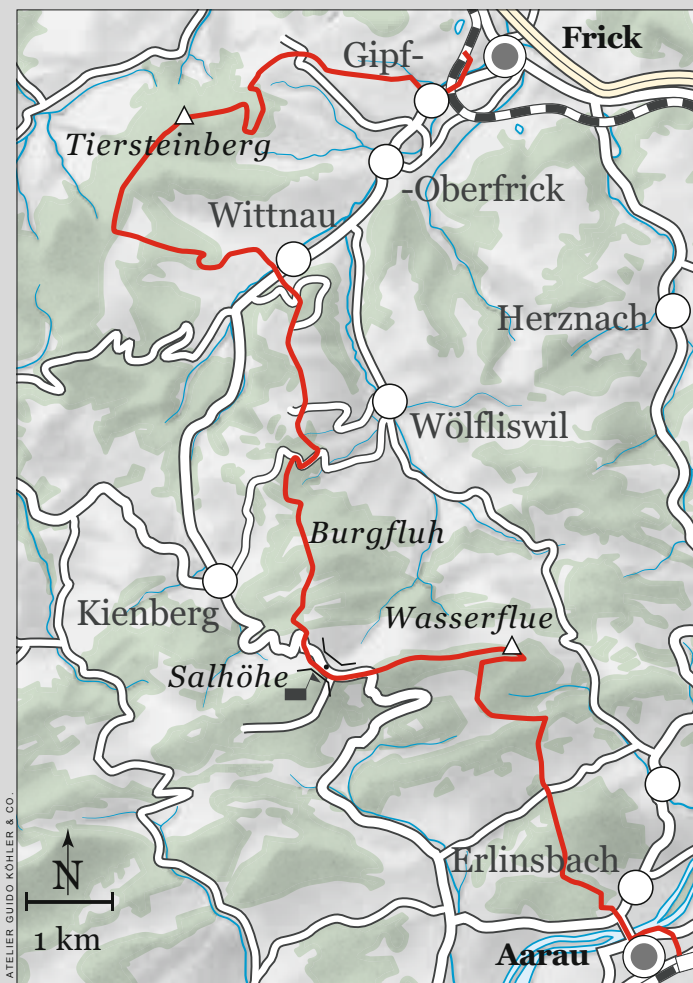 Frick
Gipf-
Tiersteinberg
-Oberfrick
Wittnau
Herznach
Wölfliswil
Burgfluh
Kienberg
Wasserflue
Salhöhe
Erlinsbach
N
1 km
Aarau
ATELIER GUIDO KÖHLER & CO.